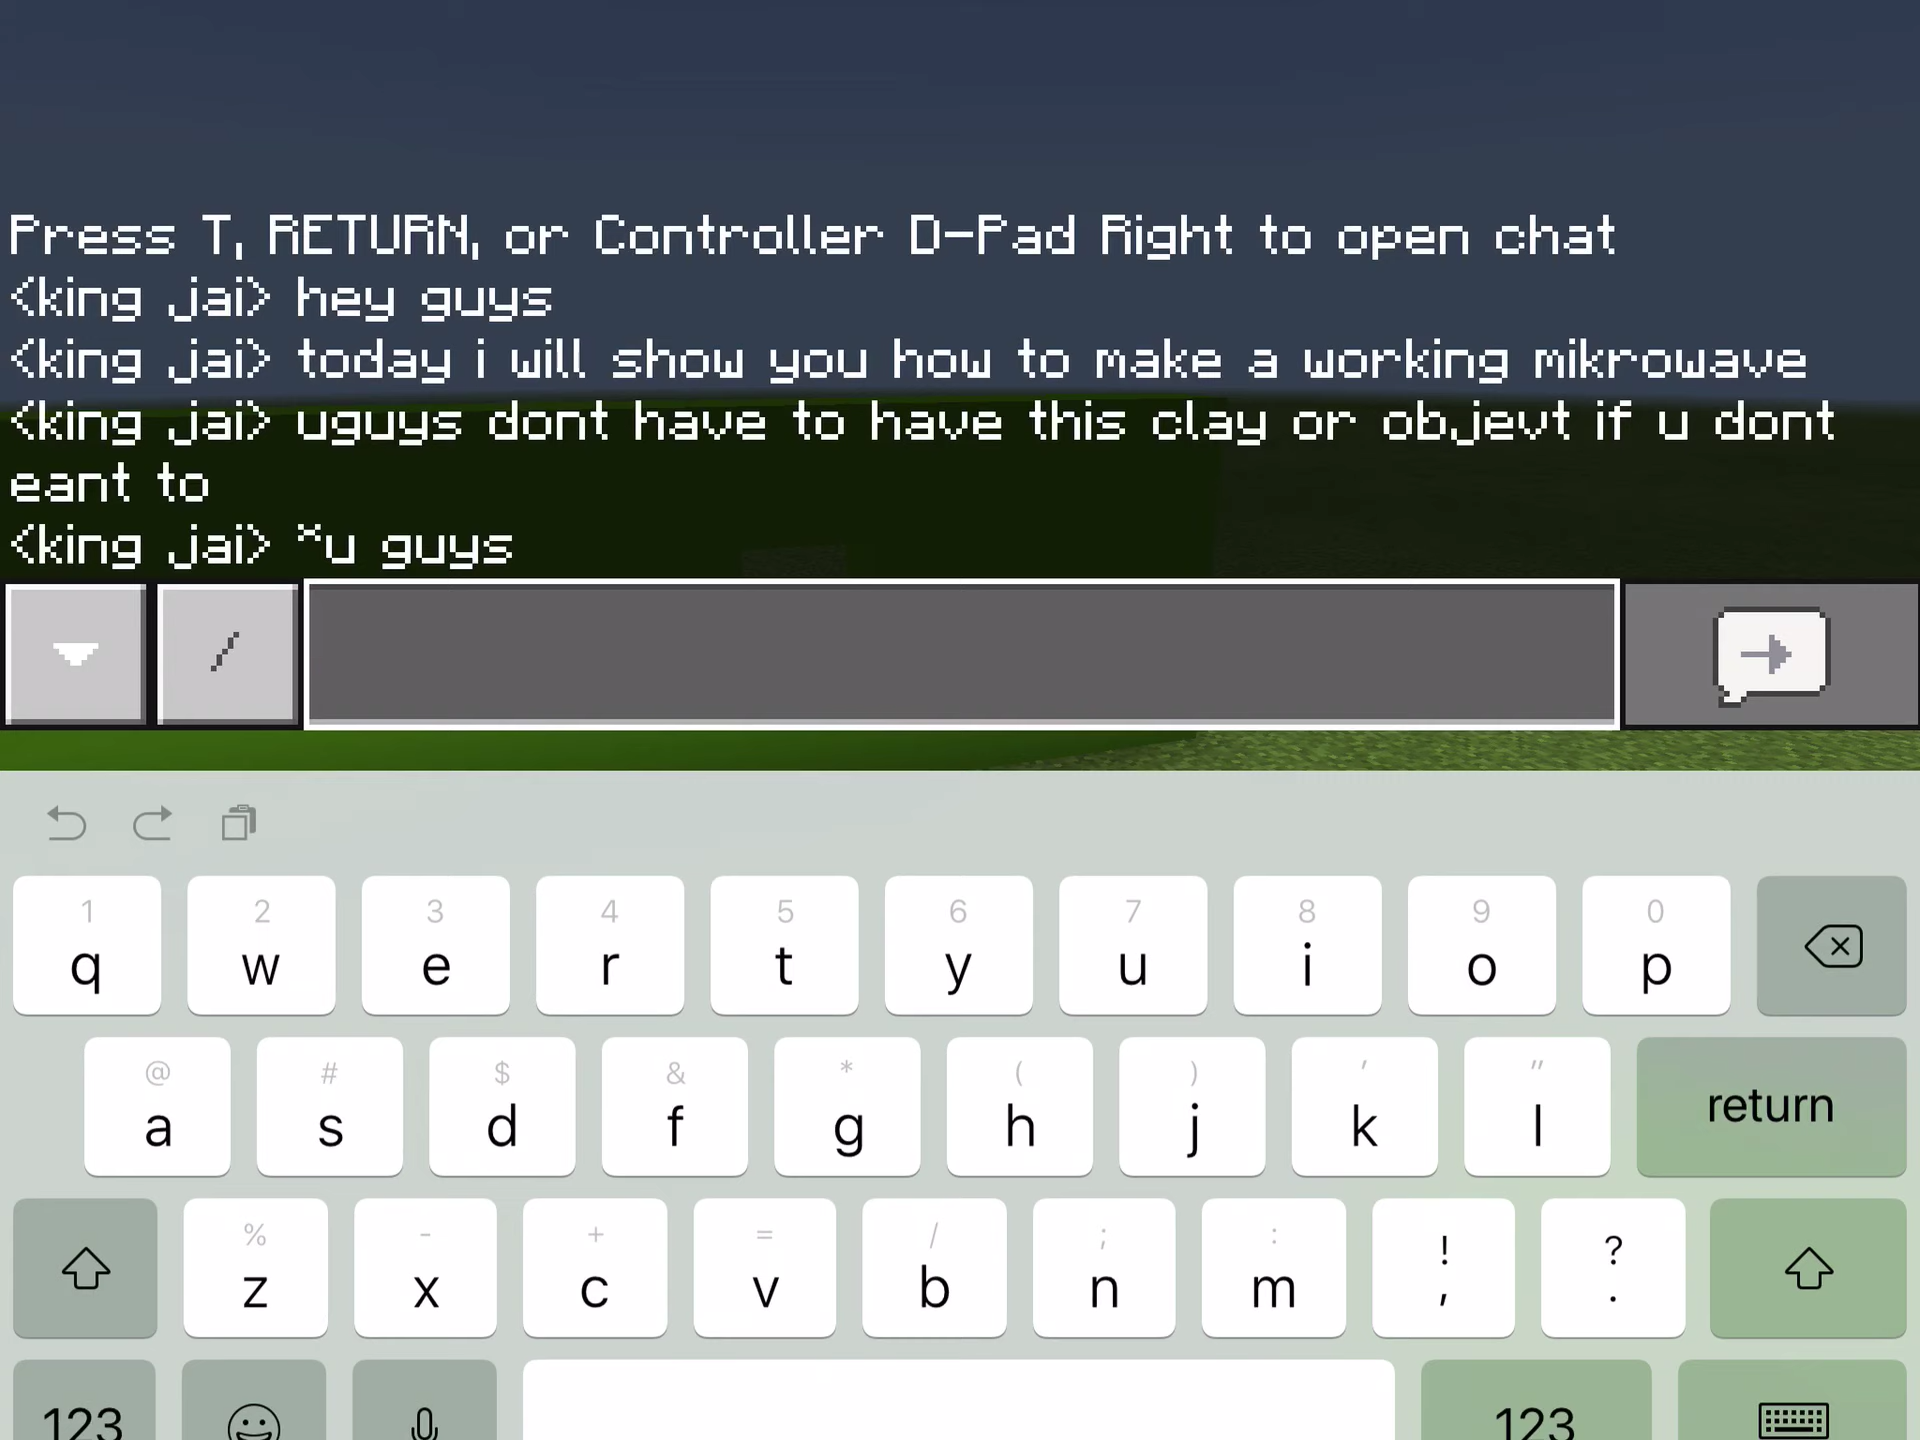 Press T, RETURN, or Controller D-Pad Right to open chat
<king jai> hey guys
<king jai> today i will show you how to make a working mikrowave
<king jai> uguys dont have to have this clay or objevt if u dont
eant to
<king jai> *u guys
/
1 2 3 4 5 6 7 8 9 0
q w e r t y u i o p
@ # $ & * ( ) ' "
a s d f g h j k l return
% - + = / ; : ! ?
z x c v b n m , .
123 123